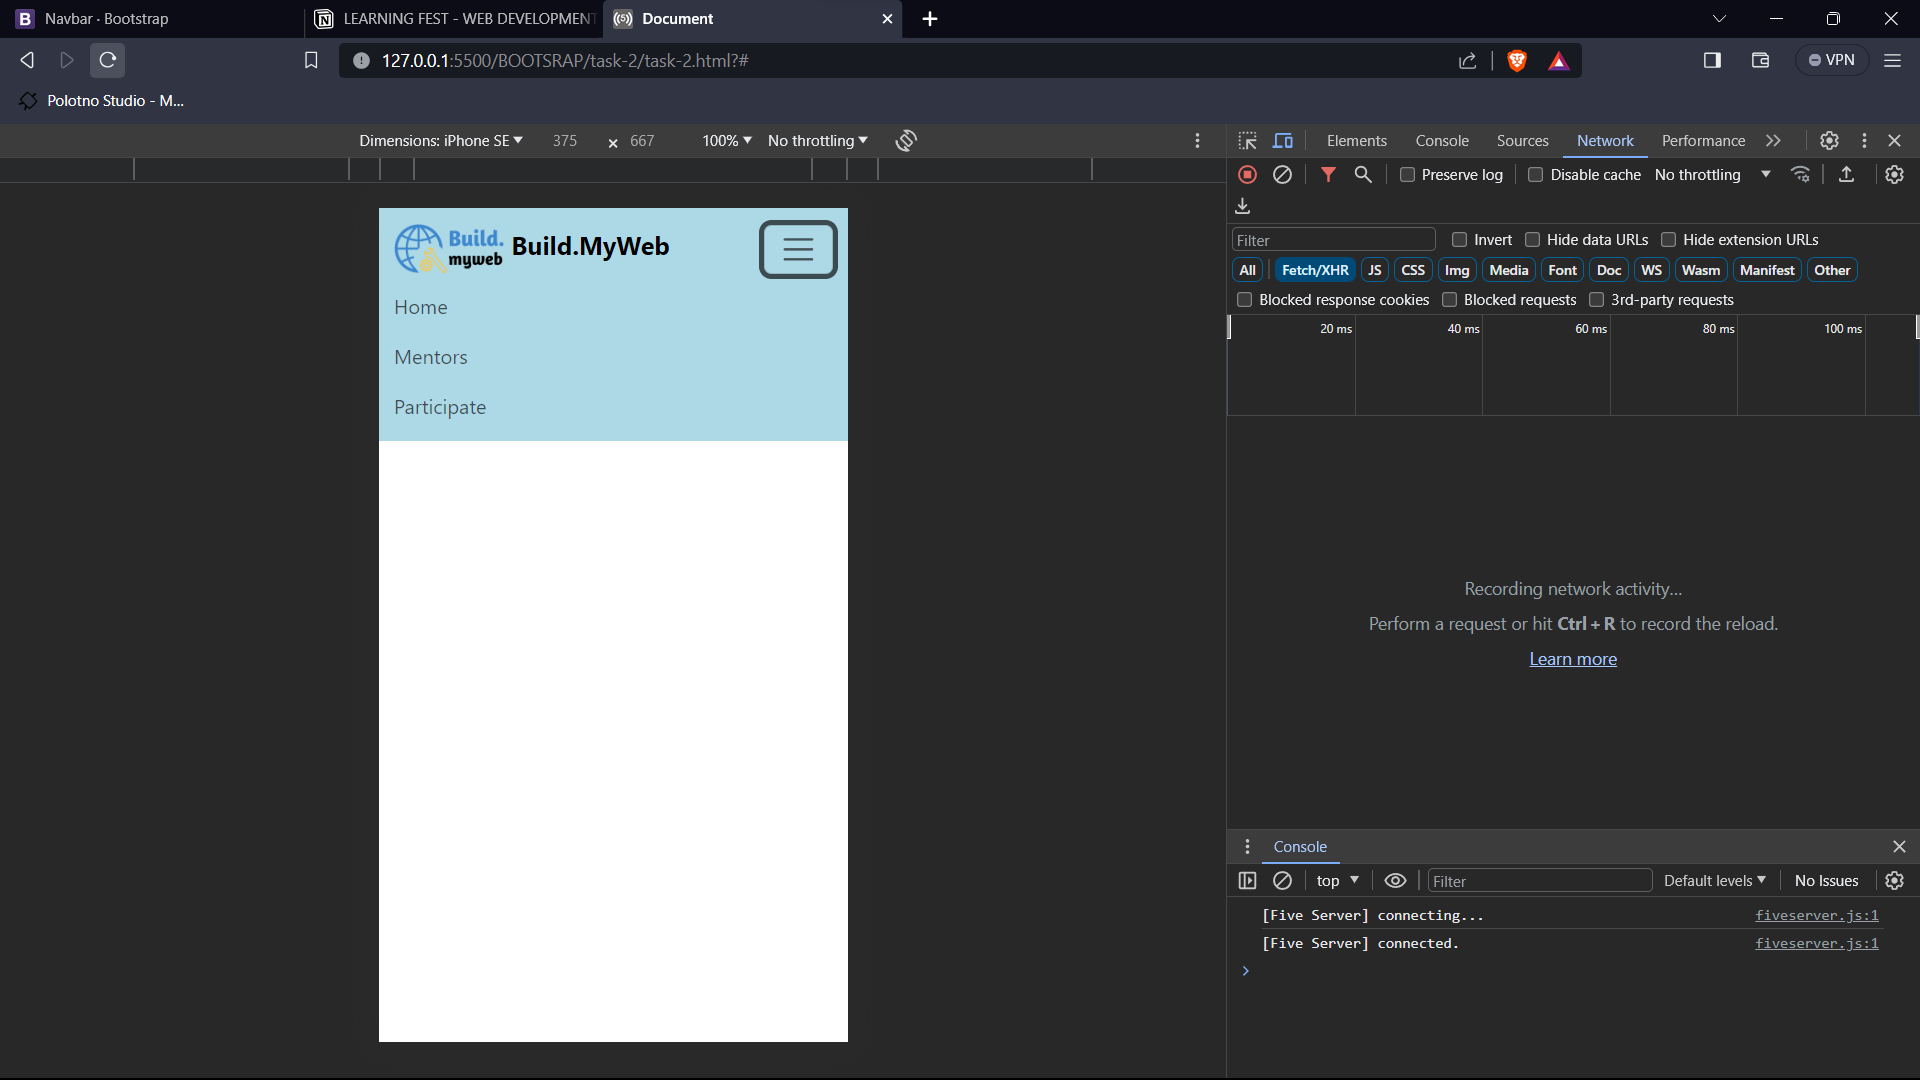 Navbar · Bootstrap
LEARNING FEST - WEB DEVELOPMENT
Document
127.0.0.1:5500/BOOTSRAP/task-2/task-2.html?#
VPN
Polotno Studio - M...
Dimensions: iPhone SE 375 × 667 100% No throttling
Elements Console Sources Network Performance
Preserve log Disable cache No throttling
Filter Invert Hide data URLs Hide extension URLs
All Fetch/XHR JS CSS Img Media Font Doc WS Wasm Manifest Other
Blocked response cookies Blocked requests 3rd-party requests
20 ms 40 ms 60 ms 80 ms 100 ms
Build.
myweb
Build.MyWeb
Home
Mentors
Participate
Recording network activity...
Perform a request or hit Ctrl + R to record the reload.
Learn more
Console
top Filter Default levels No Issues
[Five Server] connecting... fiveserver.js:1
[Five Server] connected. fiveserver.js:1